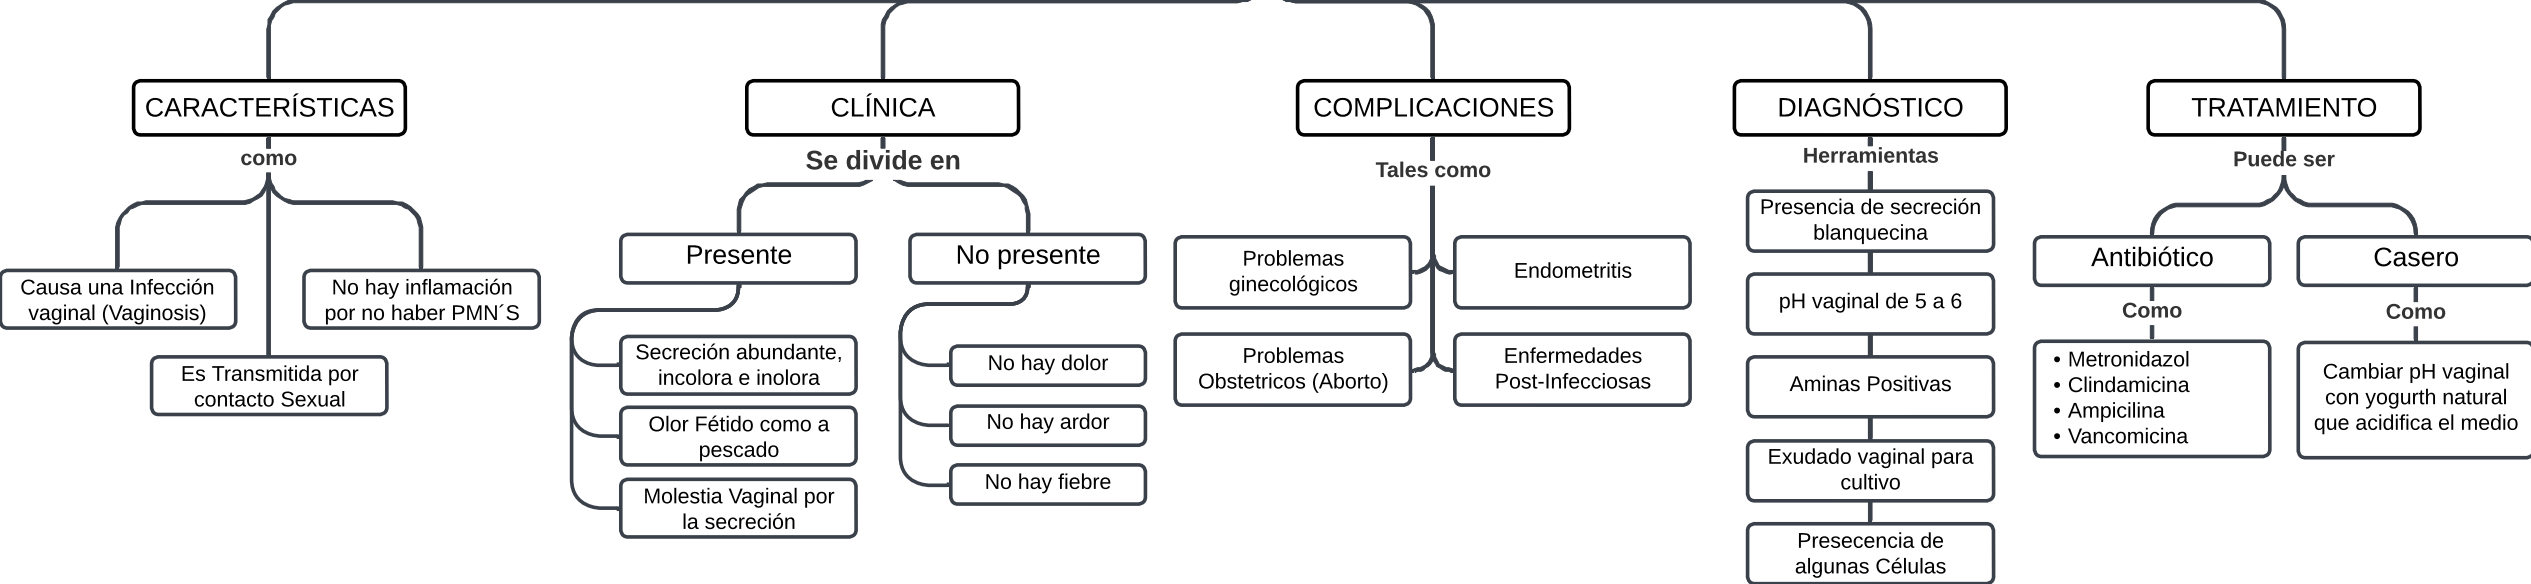 CARACTERÍSTICAS
como
Causa una Infección
vaginal (Vaginosis)
No hay inflamación
por no haber PMN´S
Es Transmitida por
contacto Sexual
CLÍNICA
Se divide en
Presente
Secreción abundante,
incolora e inolora
Olor Fétido como a
pescado
Molestia Vaginal por
la secreción
No presente
No hay dolor
No hay ardor
No hay fiebre
COMPLICACIONES
Tales como
Problemas
ginecológicos
Endometritis
Problemas
Obstetricos (Aborto)
Enfermedades
Post-Infecciosas
DIAGNÓSTICO
Herramientas
Presencia de secreción
blanquecina
pH vaginal de 5 a 6
Aminas Positivas
Exudado vaginal para
cultivo
Presecencia de
algunas Células
TRATAMIENTO
Puede ser
Antibiótico
Como
• Metronidazol
• Clindamicina
• Ampicilina
• Vancomicina
Casero
Como
Cambiar pH vaginal
con yogurth natural
que acidifica el medio